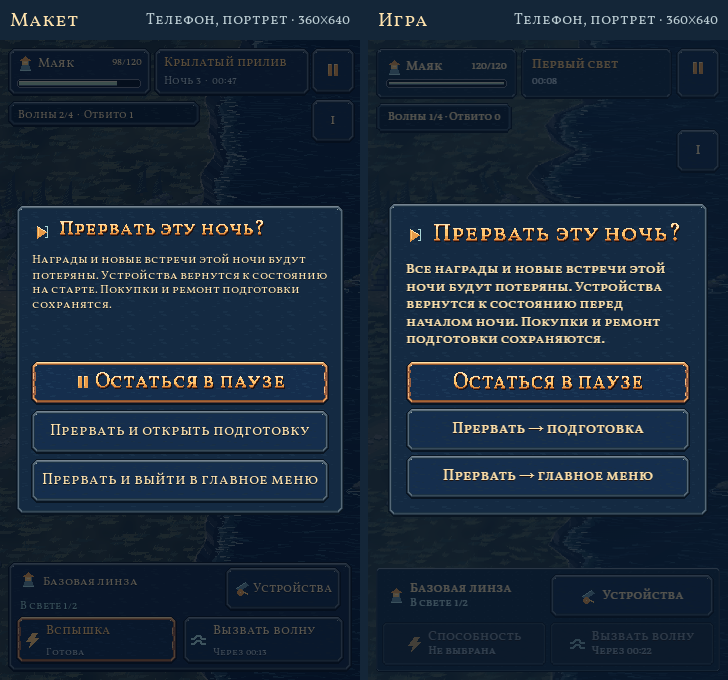 Макет
Телефон, портрет · 360×640
Маяк 98/120
Крылатый прилив
Ночь 3 · 00:47
Волны 2/4 · Отбито 1
I
Прервать эту ночь?
Награды и новые встречи этой ночи будут
потеряны. Устройства вернутся к состоянию
на старте. Покупки и ремонт подготовки
сохранятся.
Остаться в паузе
Прервать и открыть подготовку
Прервать и выйти в главное меню
Базовая линза
В свете 1/2
Устройства
Вспышка
Готова
Вызвать волну
Через 00:13
Игра
Телефон, портрет · 360×640
Маяк 120/120
Первый свет
00:08
Волны 1/4 · Отбито 0
I
Прервать эту ночь?
Все награды и новые встречи этой
ночи будут потеряны. Устройства
вернутся к состоянию перед
началом ночи. Покупки и ремонт
подготовки сохраняются.
Остаться в паузе
Прервать → подготовка
Прервать → главное меню
Базовая линза
В свете 1/2
Устройства
Способность
Не выбрана
Вызвать волну
Через 00:22